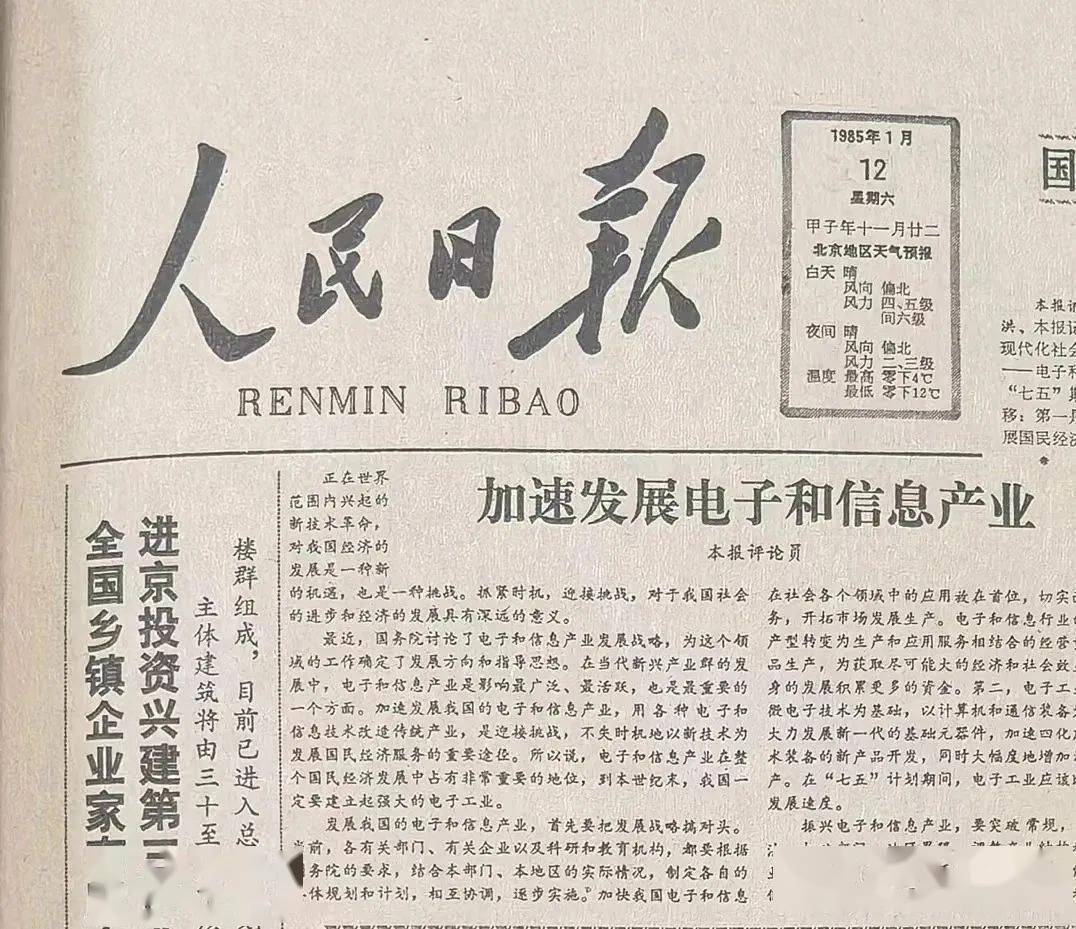 人民日报
RENMIN RIBAO
1985年1月
12
星期六
甲子年十一月廿二
北京地区天气预报
白天 晴
风向 偏北
风力 四、五级
间六级
夜间 晴
风向 偏北
风力 二、三级
温度 最高 零下4℃
最低 零下12℃
国
本报记
洪、本报记
现代化社会
——电子和
“七五”期
移：第一
展国民经济
加速发展电子和信息产业
本报评论员
正在世界
范围内兴起的
新技术革命，
对我国经济的
发展是一种新
的机遇，也是一种挑战。抓紧时机，迎接挑战，对于我国社会
的进步和经济的发展具有深远的意义。
最近，国务院讨论了电子和信息产业发展战略，为这个领
域的工作确定了发展方向和指导思想。在当代新兴产业群的发
展中，电子和信息产业是影响最广泛、最活跃，也是最重要的
一个方面。加速发展我国的电子和信息产业，用各种电子和
信息技术改造传统产业，是迎接挑战，不失时机地以新技术为
发展国民经济服务的重要途径。所以说，电子和信息产业在整
个国民经济发展中占有非常重要的地位，到本世纪末，我国一
定要建立起强大的电子工业。
发展我国的电子和信息产业，首先要把发展战略搞对头。
当前，各有关部门、有关企业以及科研和教育机构，都要根据
务院的要求，结合本部门、本地区的实际情况，制定各自的
体规划和计划，相互协调，逐步实施。加快我国电子和信息
在社会各个领域中的应用放在首位，切实
务，开拓市场发展生产。电子和信息行业的
产型转变为生产和应用服务相结合的经营
品生产，为获取尽可能大的经济和社会效
身的发展积累更多的资金。第二，电子工
微电子技术为基础，以计算机和通信装备
大力发展新一代的基础元器件，加速四化
术装备的新产品开发，同时大幅度地增加
产。在“七五”计划期间，电子工业应该
发展速度。
振兴电子和信息产业，要突破常规，
楼群组成，目前已进入总
主体建筑将由三十至
进京投资兴建第
全国乡镇企业家